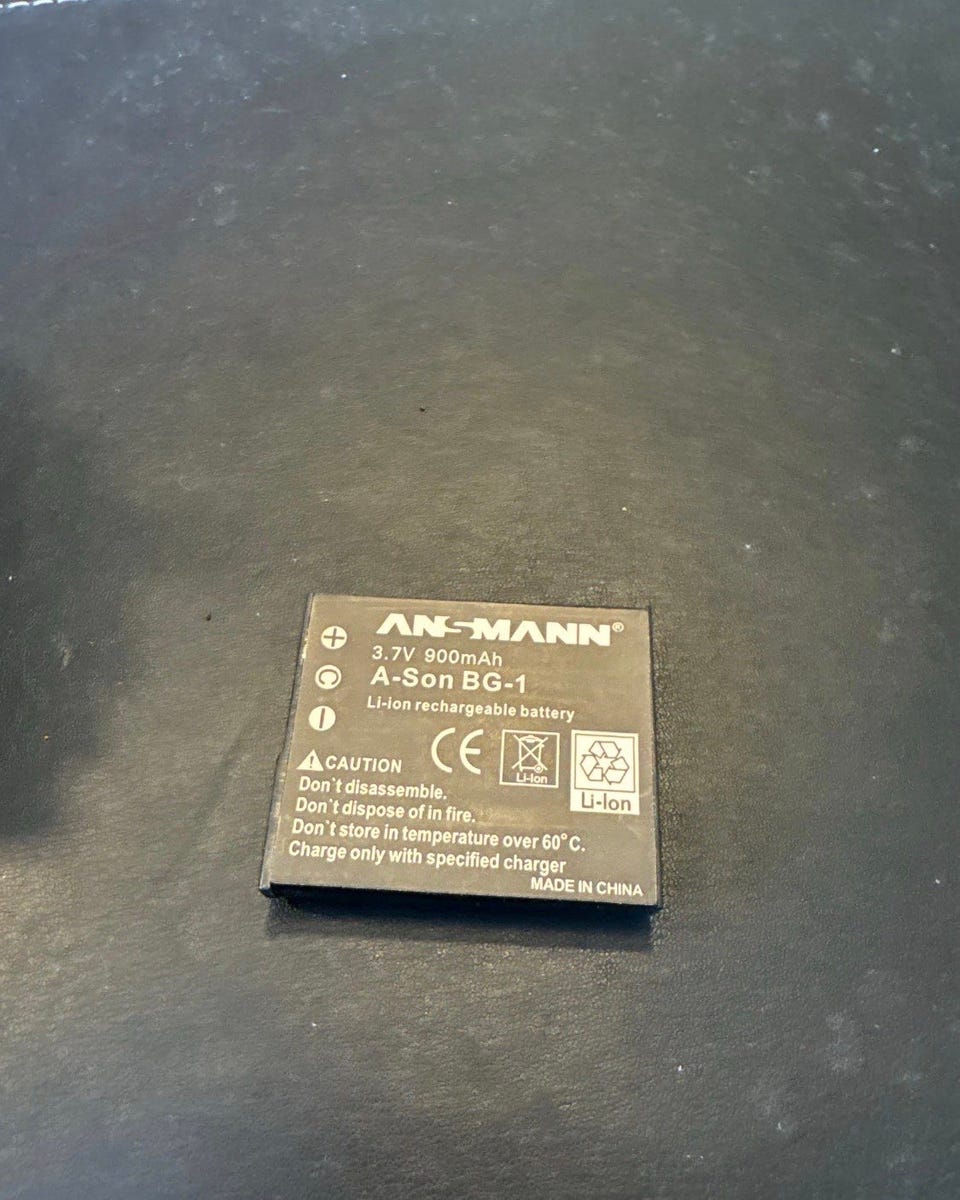 ANSMANN®
3.7V 900mAh
A-Son BG-1
Li-ion rechargeable battery
CE
Li-Ion
Li-Ion
CAUTION
Don`t disassemble.
Don`t dispose of in fire.
Don`t store in temperature over 60°C.
Charge only with specified charger
MADE IN CHINA